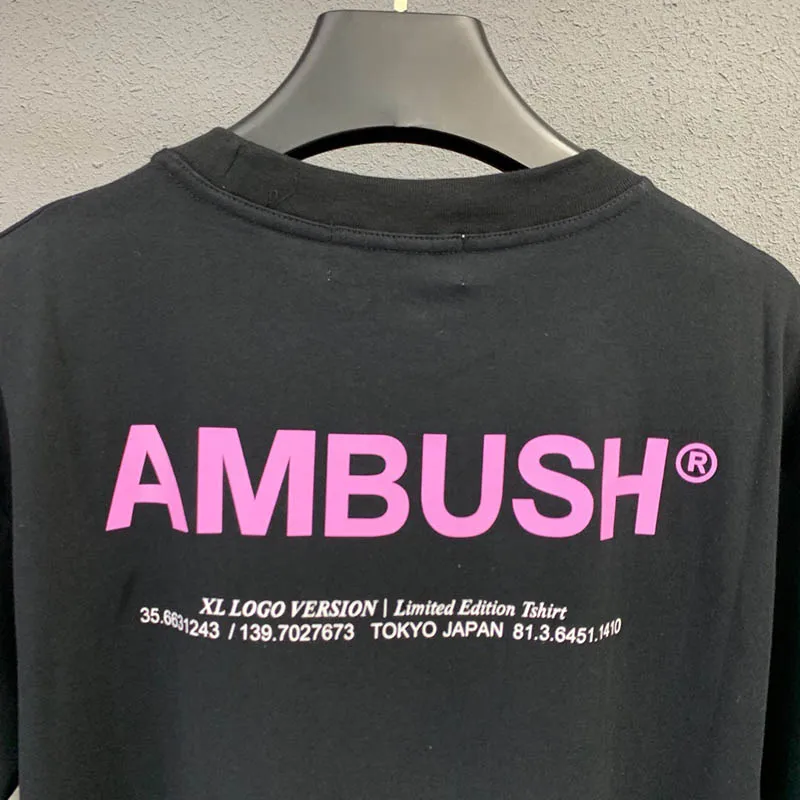 AMBUSH®
XL LOGO VERSION | Limited Edition Tshirt
35.6631243 / 139.7027673 TOKYO JAPAN 81.3.6451.1410